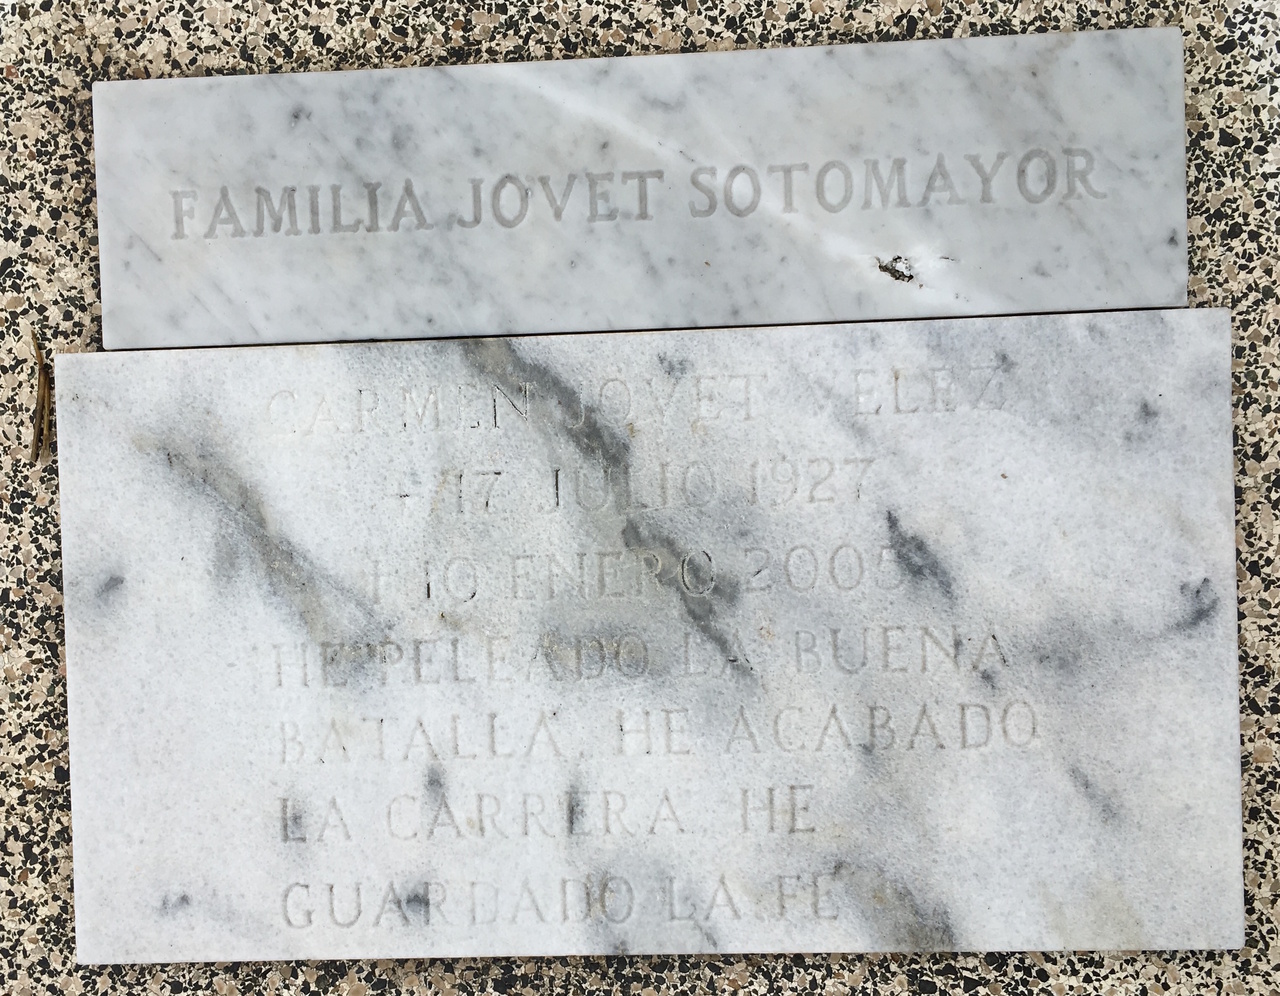 FAMILIA JOVET SOTOMAYOR
CARMEN JOVET VELEZ
17 JULIO 1927
† 10 ENERO 2005
HE PELEADO LA BUENA
BATALLA, HE ACABADO
LA CARRERA, HE
GUARDADO LA FE